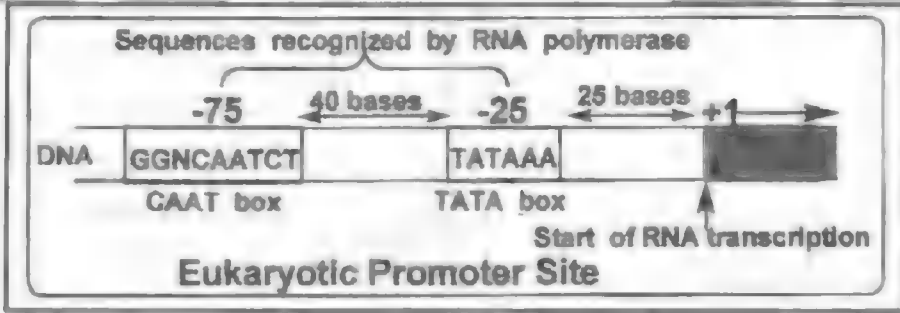 Sequences recognized by RNA polymerase
-75 40 bases -25 25 bases +1
DNA GGNCAATCT TATAAA
CAAT box TATA box
Start of RNA transcription
Eukaryotic Promoter Site